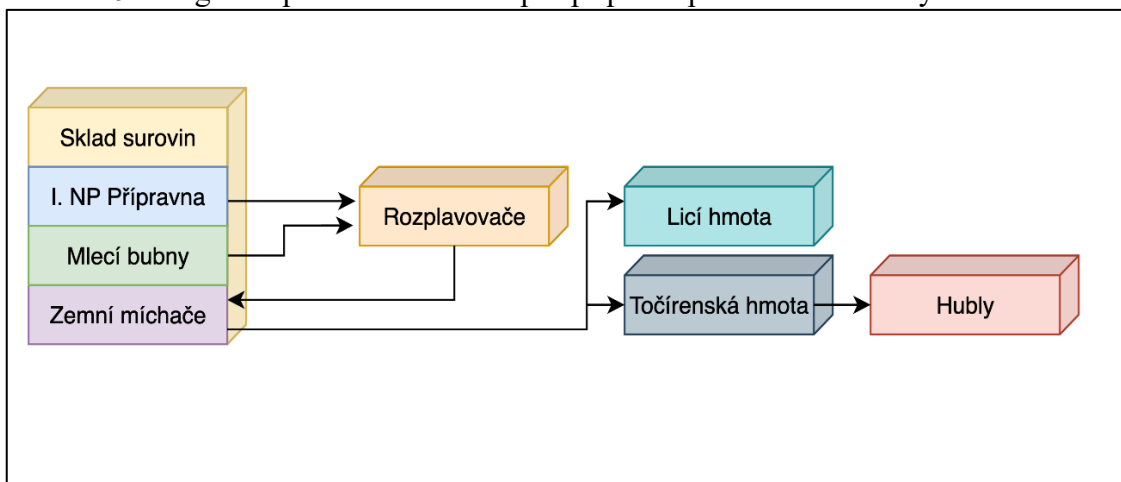 Sklad surovin
I. NP Přípravna
Mlecí bubny
Zemní míchače
Rozplavovače
Licí hmota
Točírenská hmota
Hubly